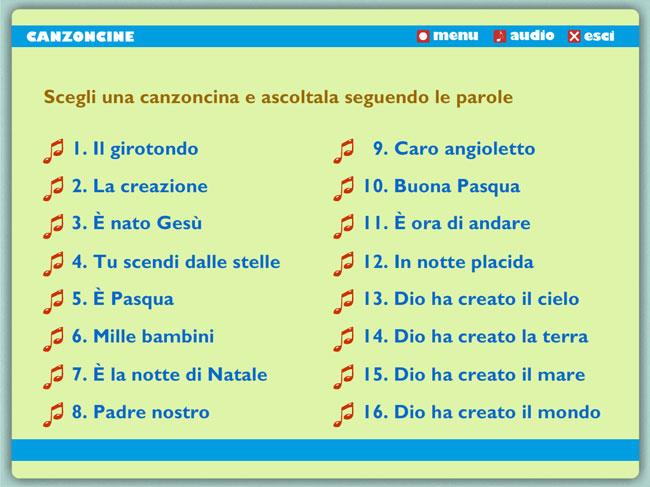 CANZONCINE menu audio esci
Scegli una canzoncina e ascoltala seguendo le parole
1. Il girotondo
2. La creazione
3. È nato Gesù
4. Tu scendi dalle stelle
5. È Pasqua
6. Mille bambini
7. È la notte di Natale
8. Padre nostro
9. Caro angioletto
10. Buona Pasqua
11. È ora di andare
12. In notte placida
13. Dio ha creato il cielo
14. Dio ha creato la terra
15. Dio ha creato il mare
16. Dio ha creato il mondo